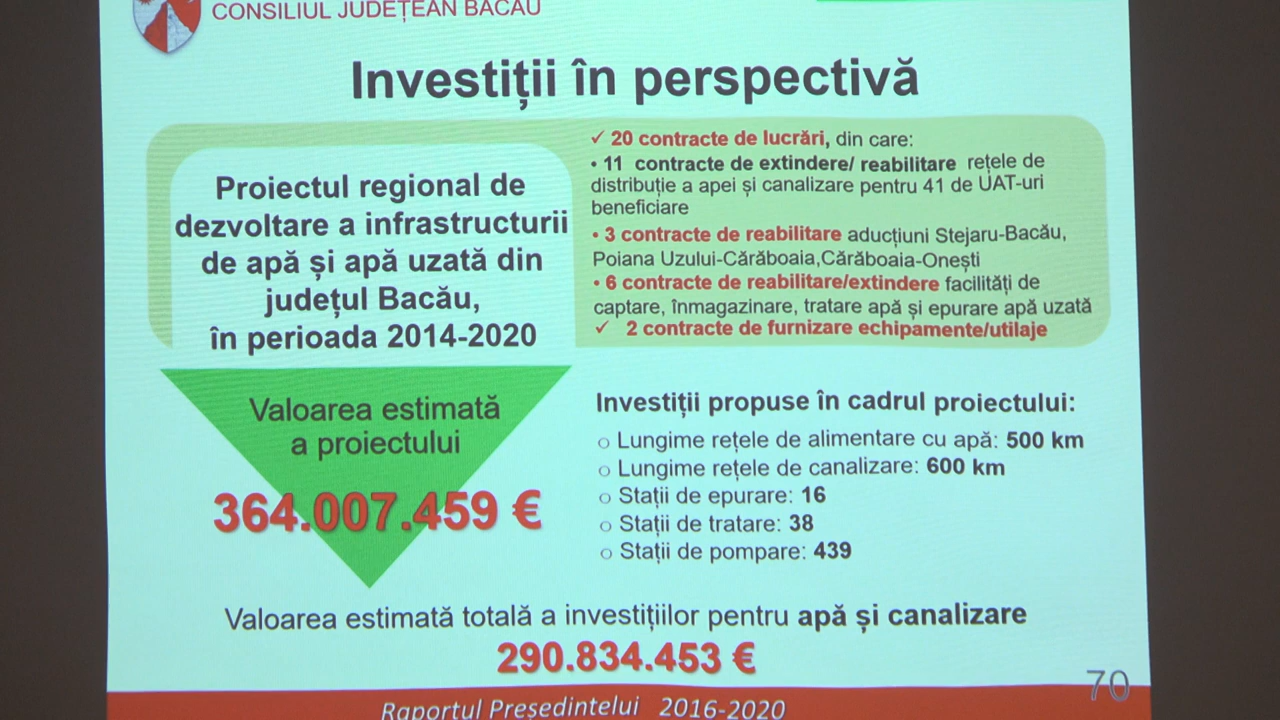 CONSILIUL JUDEȚEAN BACĂU
Investiții în perspectivă
Proiectul regional de
dezvoltare a infrastructurii
de apă și apă uzată din
județul Bacău,
în perioada 2014-2020
✓ 20 contracte de lucrări, din care:
• 11 contracte de extindere/ reabilitare rețele de
distribuție a apei și canalizare pentru 41 de UAT-uri
beneficiare
• 3 contracte de reabilitare aducțiuni Stejaru-Bacău,
Poiana Uzului-Cărăboaia,Cărăboaia-Onești
• 6 contracte de reabilitare/extindere facilități de
captare, înmagazinare, tratare apă și epurare apă uzată
✓ 2 contracte de furnizare echipamente/utilaje
Valoarea estimată
a proiectului
364.007.459 €
Investiții propuse în cadrul proiectului:
o Lungime rețele de alimentare cu apă: 500 km
o Lungime rețele de canalizare: 600 km
o Stații de epurare: 16
o Stații de tratare: 38
o Stații de pompare: 439
Valoarea estimată totală a investițiilor pentru apă și canalizare
290.834.453 €
70
Raportul Președintelui 2016-2020